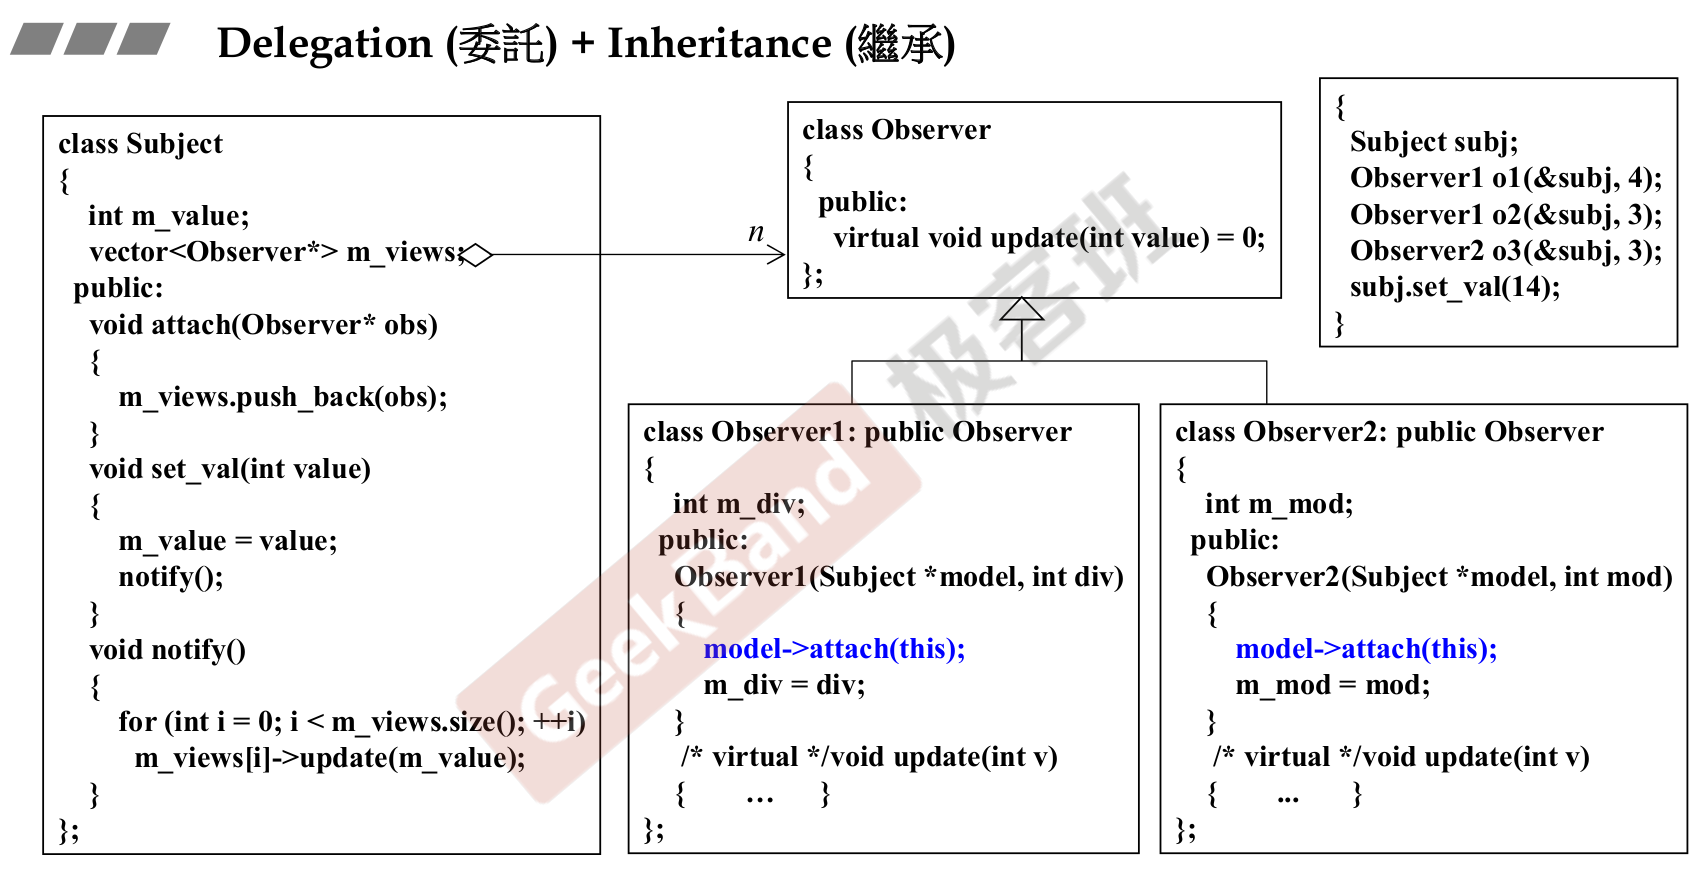 Delegation (委託) + Inheritance (繼承)
class Subject
{
int m_value;
vector<Observer*> m_views;
public:
void attach(Observer* obs)
{
m_views.push_back(obs);
}
void set_val(int value)
{
m_value = value;
notify();
}
void notify()
{
for (int i = 0; i < m_views.size(); ++i)
m_views[i]->update(m_value);
}
};
n
class Observer
{
public:
virtual void update(int value) = 0;
};
{
Subject subj;
Observer1 o1(&subj, 4);
Observer1 o2(&subj, 3);
Observer2 o3(&subj, 3);
subj.set_val(14);
}
class Observer1: public Observer
{
int m_div;
public:
Observer1(Subject *model, int div)
{
model->attach(this);
m_div = div;
}
/* virtual */void update(int v)
{ … }
};
class Observer2: public Observer
{
int m_mod;
public:
Observer2(Subject *model, int mod)
{
model->attach(this);
m_mod = mod;
}
/* virtual */void update(int v)
{ ... }
};
GeekBand 极客班